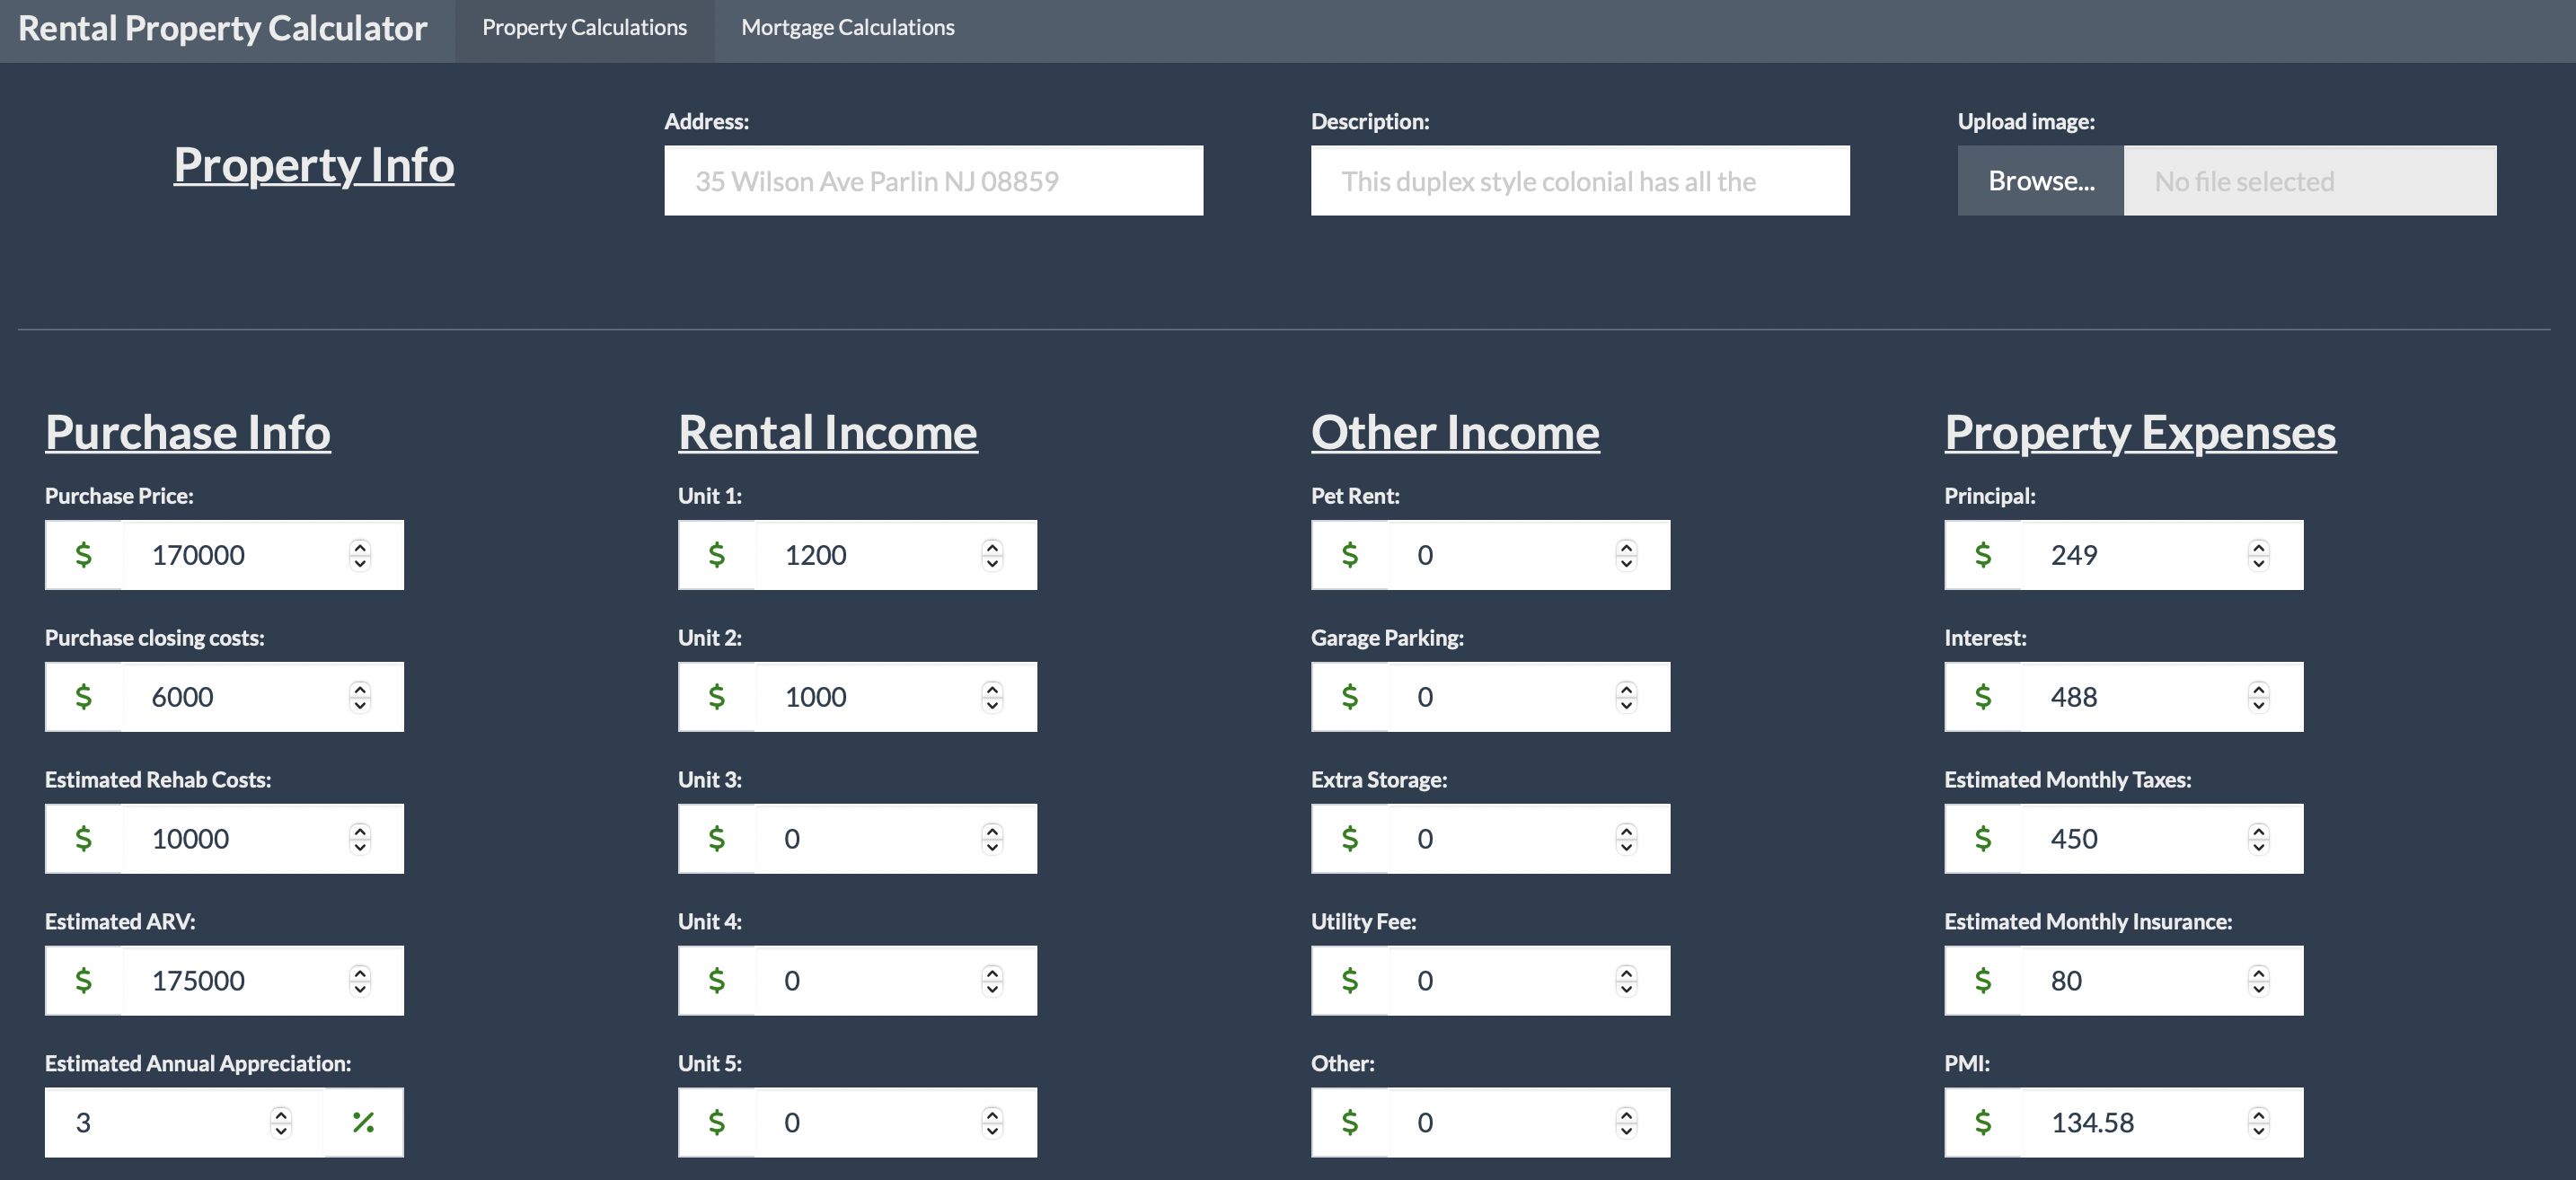 Rental Property Calculator Property Calculations Mortgage Calculations
Property Info
Address:
35 Wilson Ave Parlin NJ 08859
Description:
This duplex style colonial has all the
Upload image:
Browse... No file selected
Purchase Info
Purchase Price:
$ 170000
Purchase closing costs:
$ 6000
Estimated Rehab Costs:
$ 10000
Estimated ARV:
$ 175000
Estimated Annual Appreciation:
3 %
Rental Income
Unit 1:
$ 1200
Unit 2:
$ 1000
Unit 3:
$ 0
Unit 4:
$ 0
Unit 5:
$ 0
Other Income
Pet Rent:
$ 0
Garage Parking:
$ 0
Extra Storage:
$ 0
Utility Fee:
$ 0
Other:
$ 0
Property Expenses
Principal:
$ 249
Interest:
$ 488
Estimated Monthly Taxes:
$ 450
Estimated Monthly Insurance:
$ 80
PMI:
$ 134.58